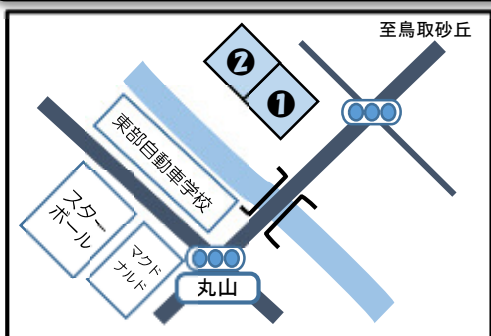 至鳥取砂丘
❷
❶
東部自動車学校
スター
ボール
マクド
ナルド
丸山